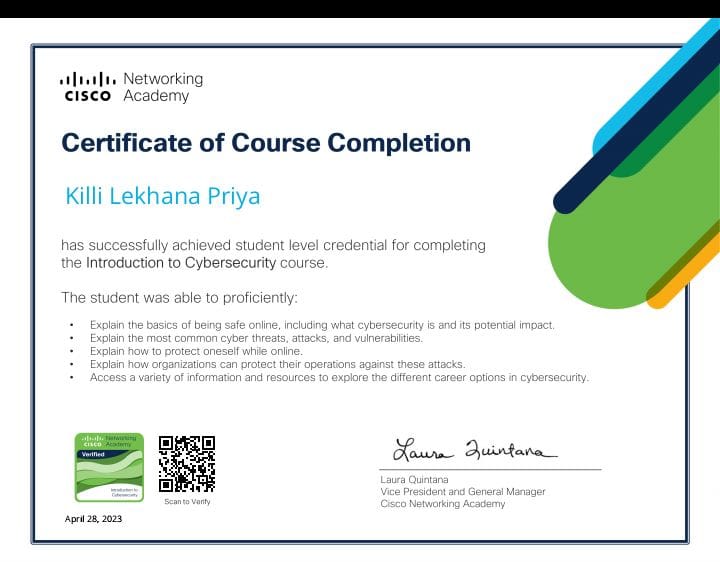 Networking
CISCO Academy
Certificate of Course Completion
Killi Lekhana Priya
has successfully achieved student level credential for completing
the Introduction to Cybersecurity course.
The student was able to proficiently:
• Explain the basics of being safe online, including what cybersecurity is and its potential impact.
• Explain the most common cyber threats, attacks, and vulnerabilities.
• Explain how to protect oneself while online.
• Explain how organizations can protect their operations against these attacks.
• Access a variety of information and resources to explore the different career options in cybersecurity.
Networking
CISCO Academy
Verified
Introduction to
Cybersecurity
Scan to Verify
April 28, 2023
Laura Quintana
Laura Quintana
Vice President and General Manager
Cisco Networking Academy